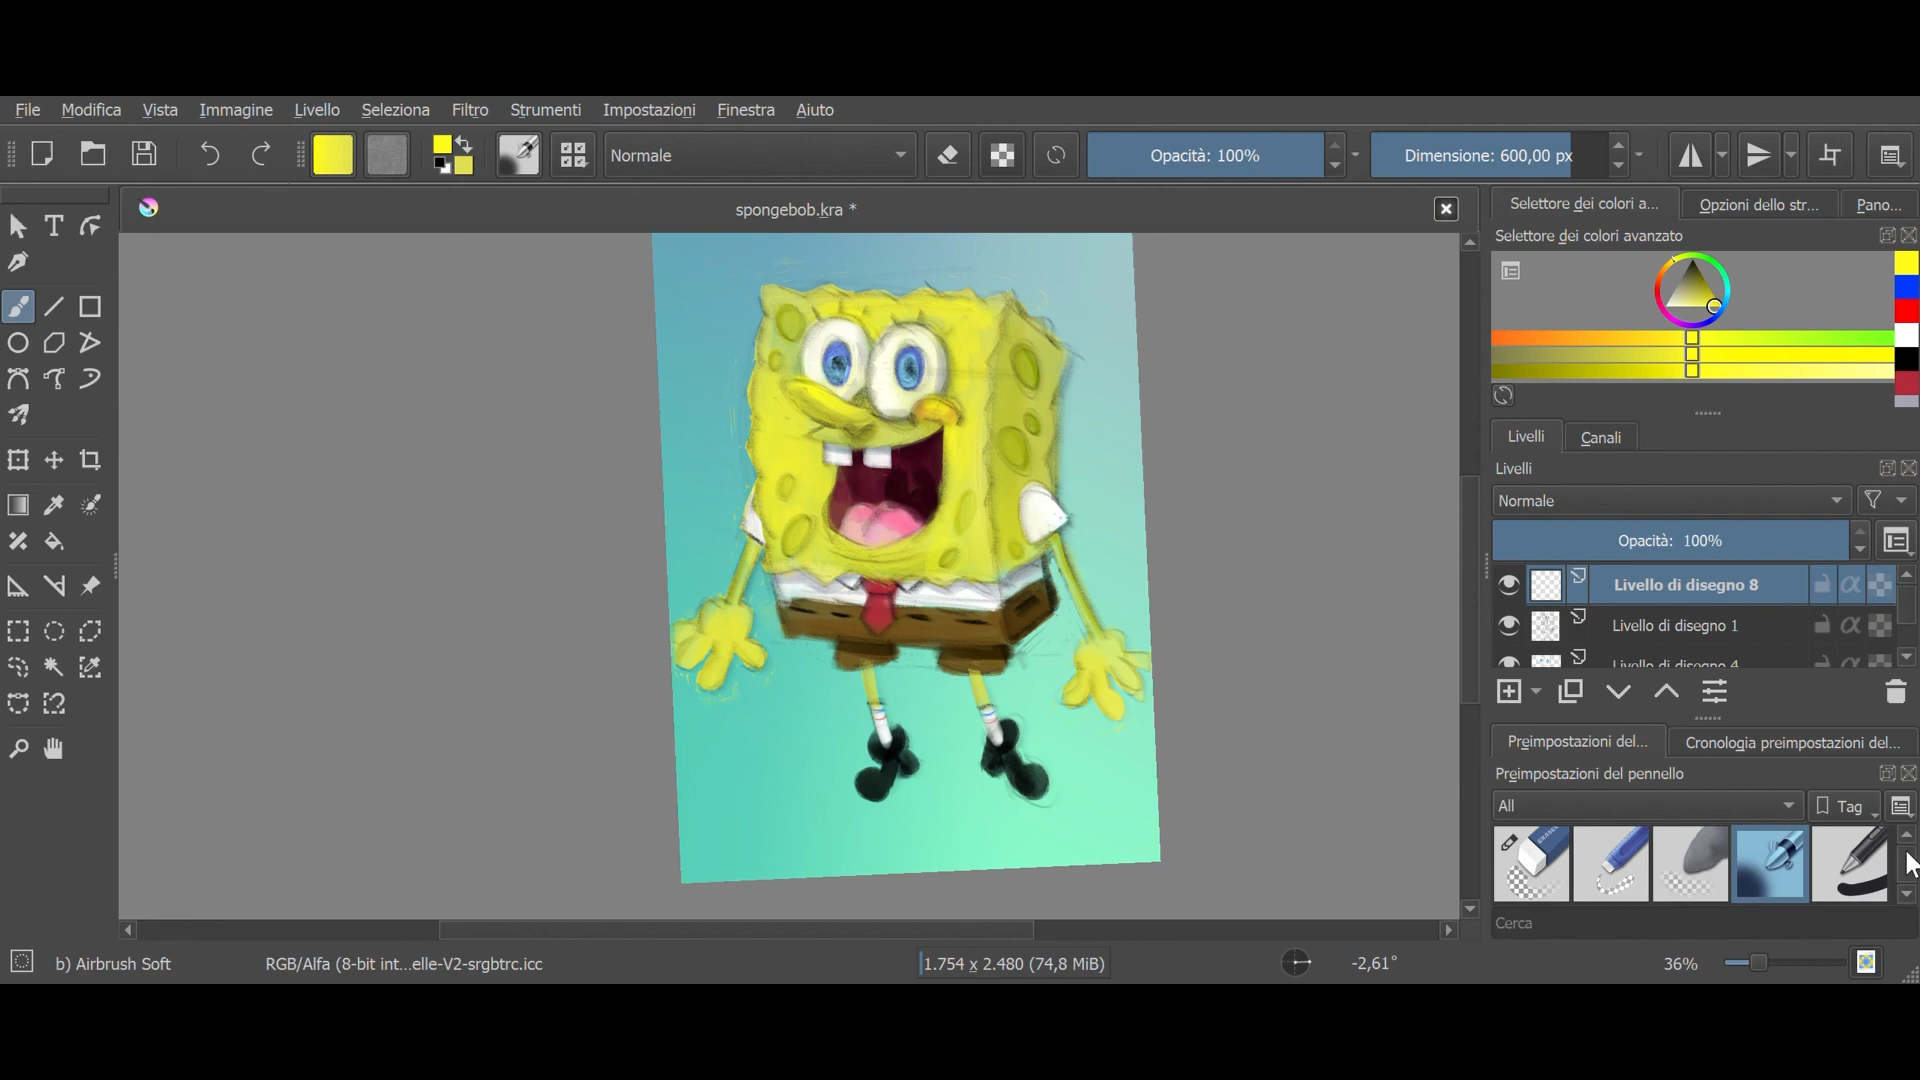 File Modifica Vista Immagine Livello Seleziona Filtro Strumenti Impostazioni Finestra Aiuto
Normale Opacità: 100% Dimensione: 600,00 px
spongebob.kra *
Selettore dei colori a... Opzioni dello str... Pano...
Selettore dei colori avanzato
Livelli Canali
Livelli
Normale
Opacità: 100%
Livello di disegno 8
Livello di disegno 1
Livello di disegno 4
Preimpostazioni del... Cronologia preimpostazioni del...
Preimpostazioni del pennello
All Tag
Cerca
b) Airbrush Soft RGB/Alfa (8-bit int...elle-V2-srgbtrc.icc 1.754 x 2.480 (74,8 MiB) -2,61° 36%